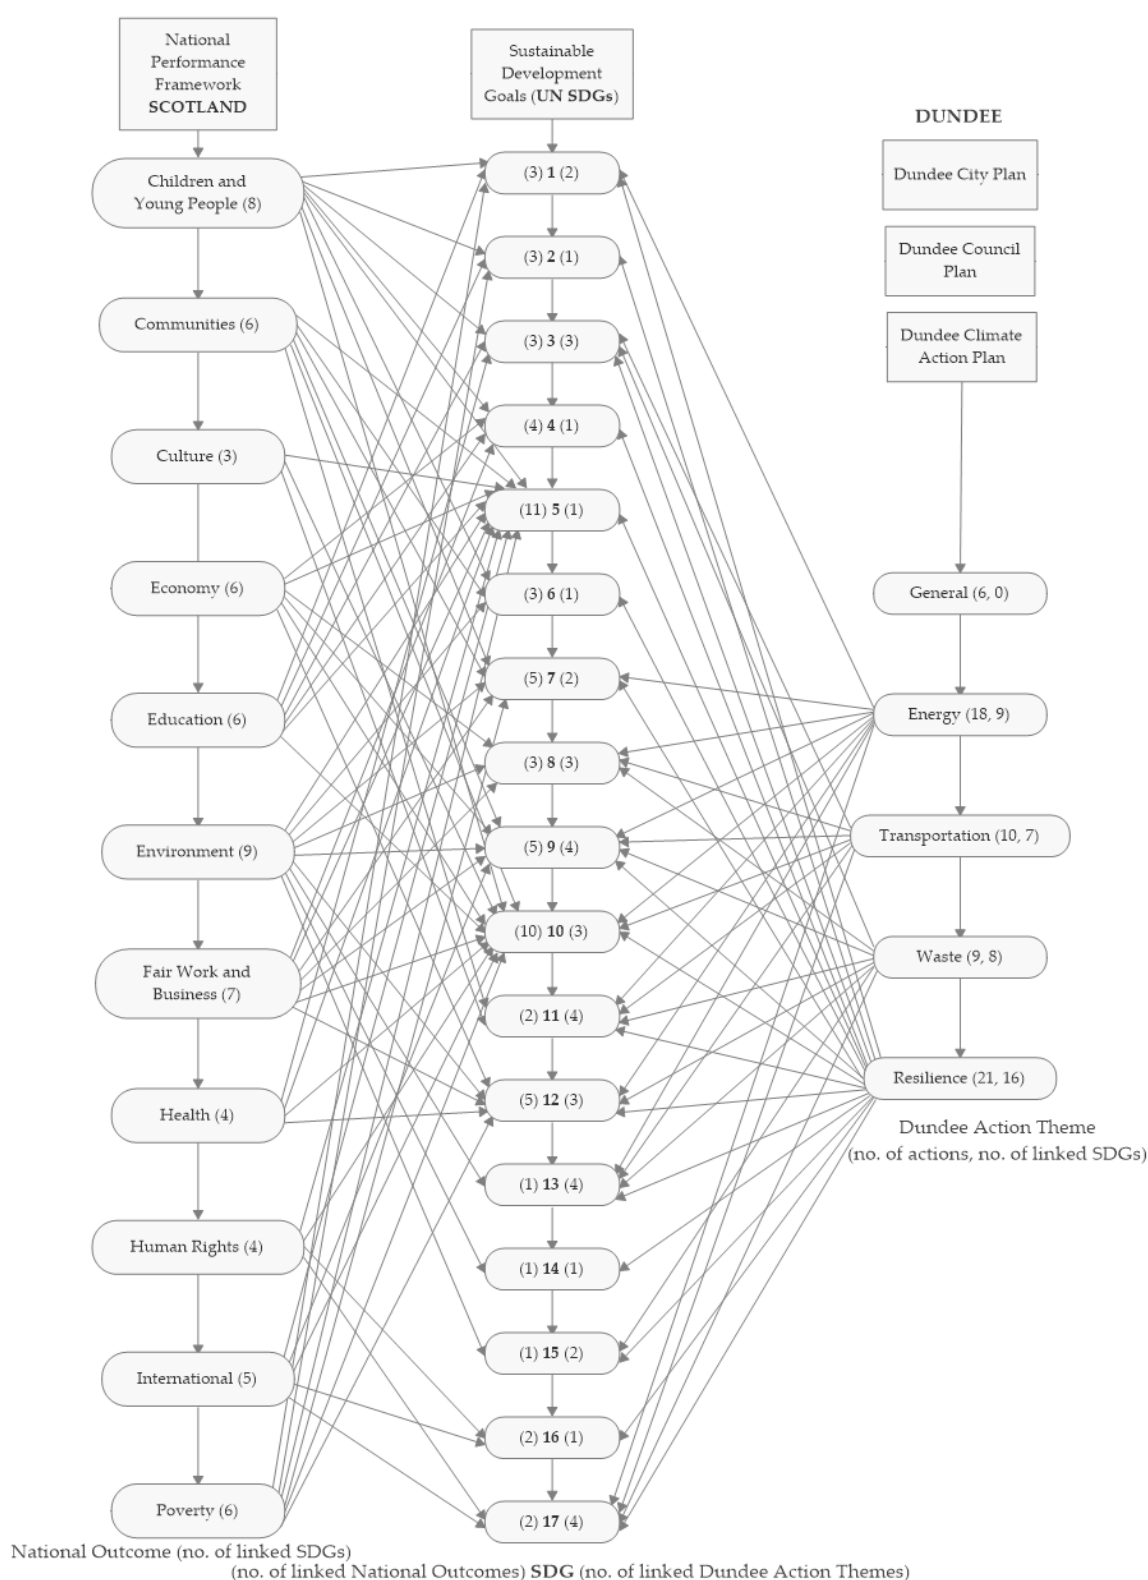 National
Performance
Framework
SCOTLAND
Children and
Young People (8)
Communities (6)
Culture (3)
Economy (6)
Education (6)
Environment (9)
Fair Work and
Business (7)
Health (4)
Human Rights (4)
International (5)
Poverty (6)
National Outcome (no. of linked SDGs)
Sustainable
Development
Goals (UN SDGs)
(3) 1 (2)
(3) 2 (1)
(3) 3 (3)
(4) 4 (1)
(11) 5 (1)
(3) 6 (1)
(5) 7 (2)
(3) 8 (3)
(5) 9 (4)
(10) 10 (3)
(2) 11 (4)
(5) 12 (3)
(1) 13 (4)
(1) 14 (1)
(1) 15 (2)
(2) 16 (1)
(2) 17 (4)
(no. of linked National Outcomes) SDG (no. of linked Dundee Action Themes)
DUNDEE
Dundee City Plan
Dundee Council
Plan
Dundee Climate
Action Plan
General (6, 0)
Energy (18, 9)
Transportation (10, 7)
Waste (9, 8)
Resilience (21, 16)
Dundee Action Theme
(no. of actions, no. of linked SDGs)